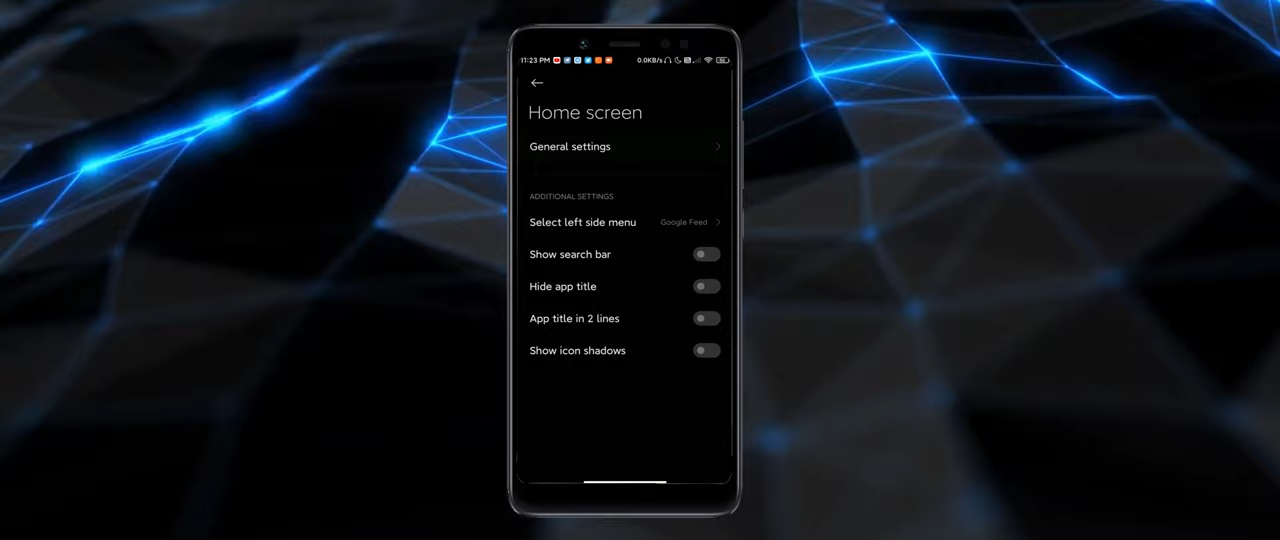 11:23 PM 0.0KB/s
Home screen
General settings
ADDITIONAL SETTINGS
Select left side menu Google Feed
Show search bar
Hide app title
App title in 2 lines
Show icon shadows